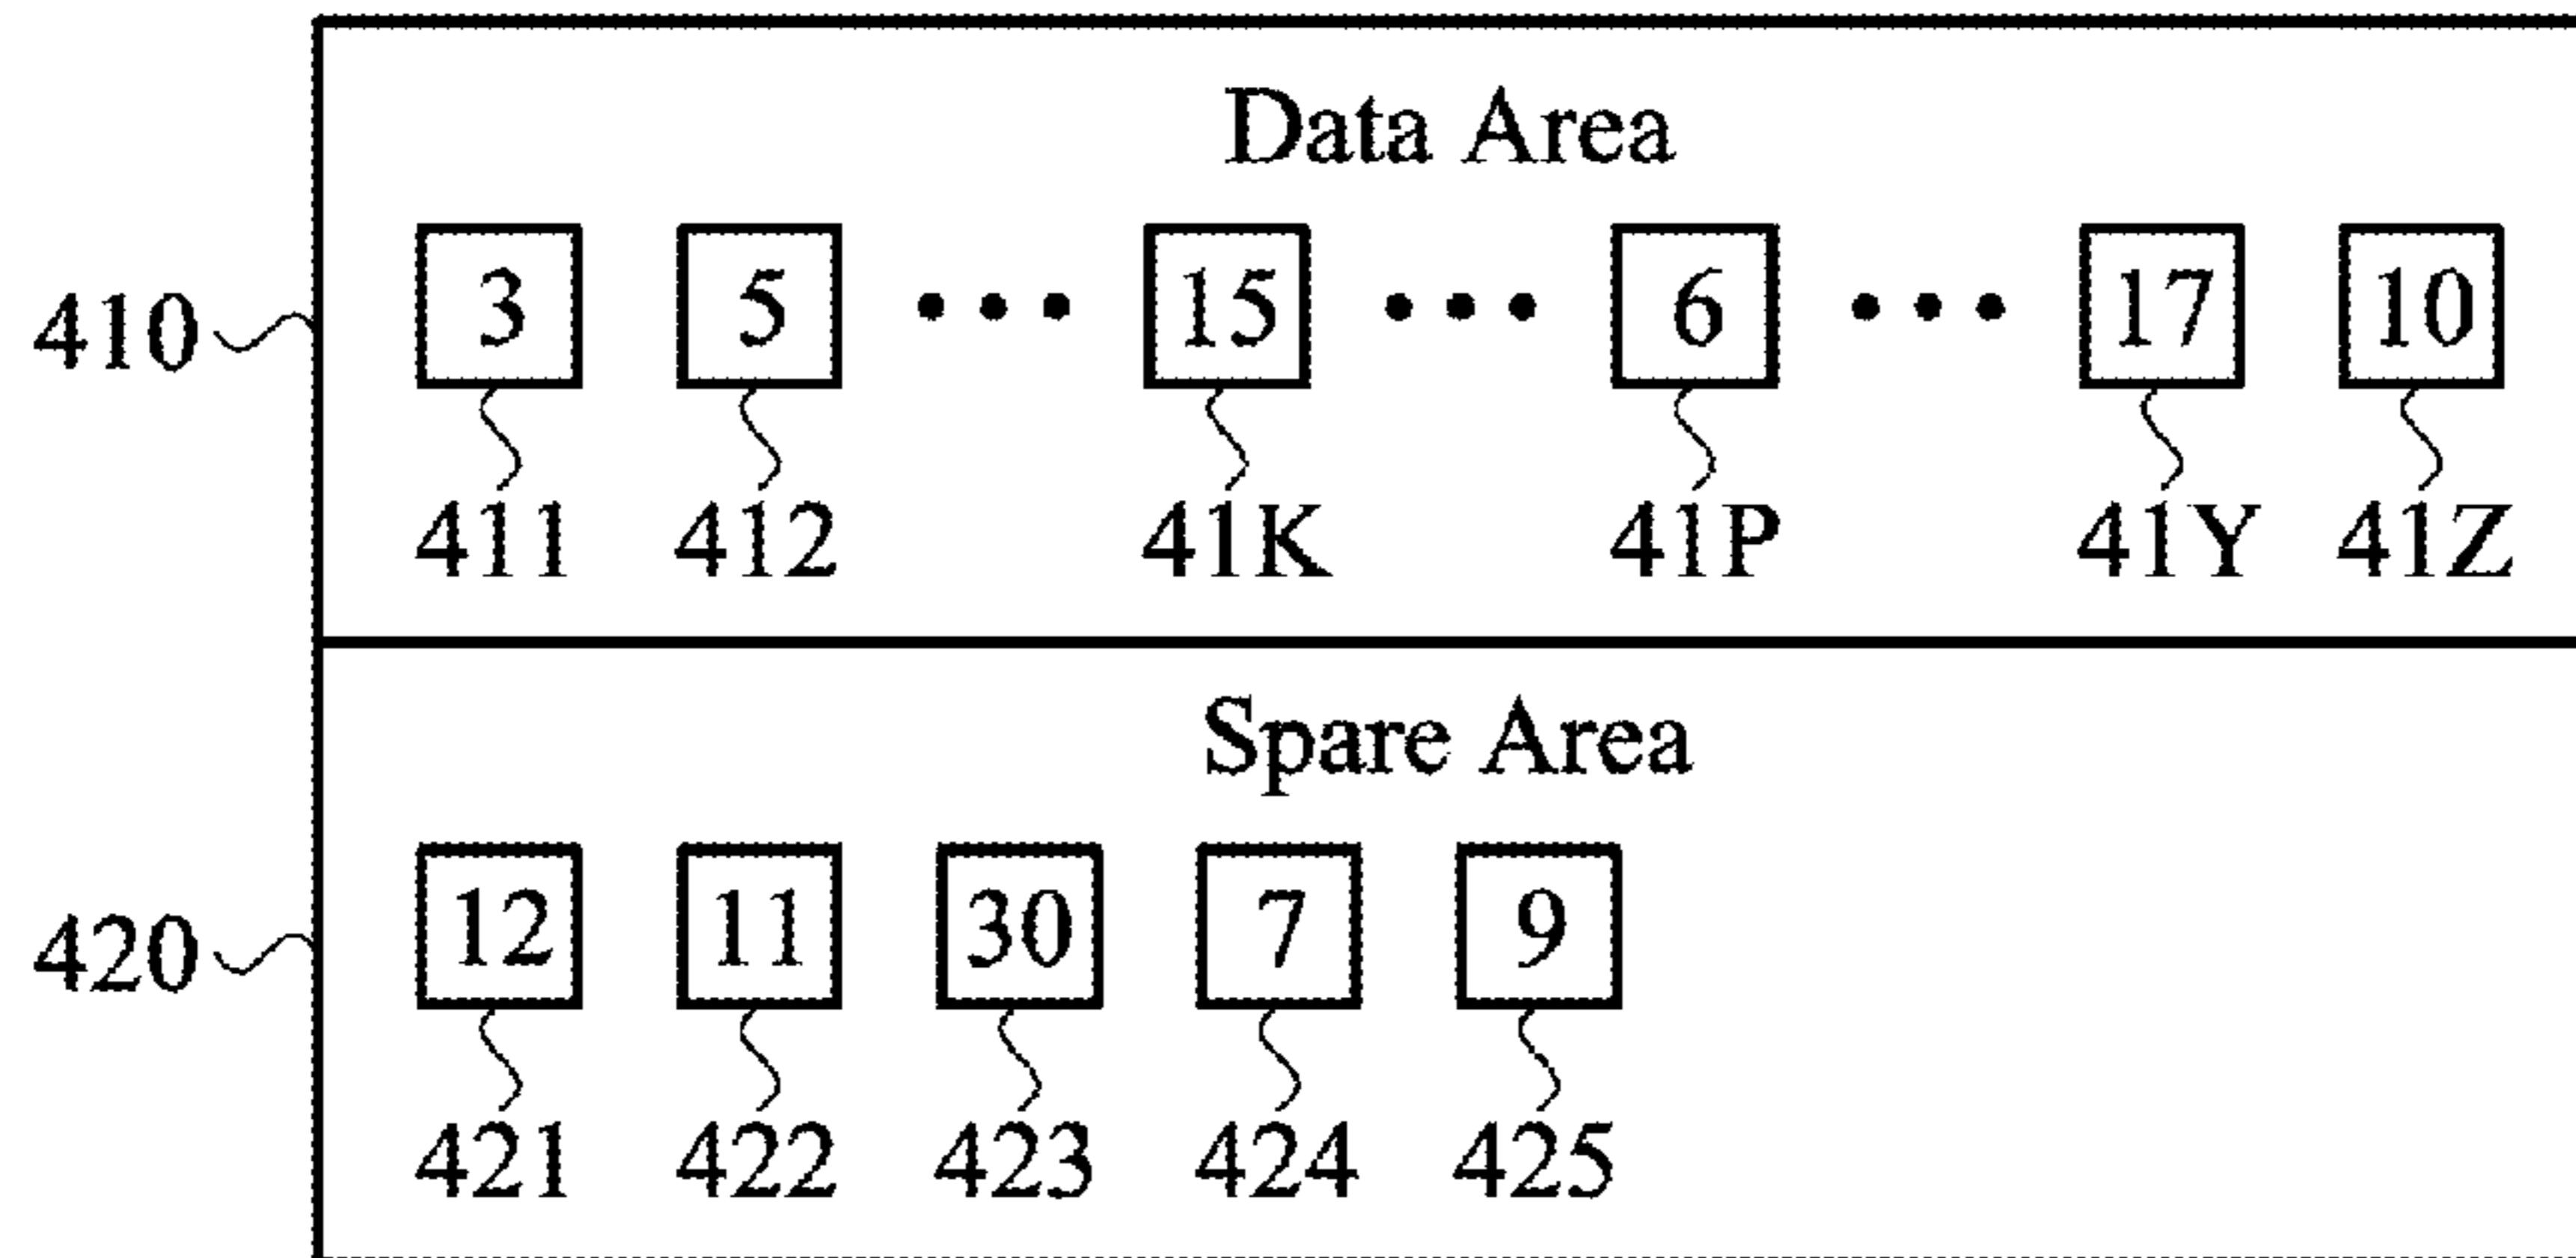 Data Area
410 3 5 • • • 15 • • • 6 • • • 17 10
411 412 41K 41P 41Y 41Z
Spare Area
420 12 11 30 7 9
421 422 423 424 425